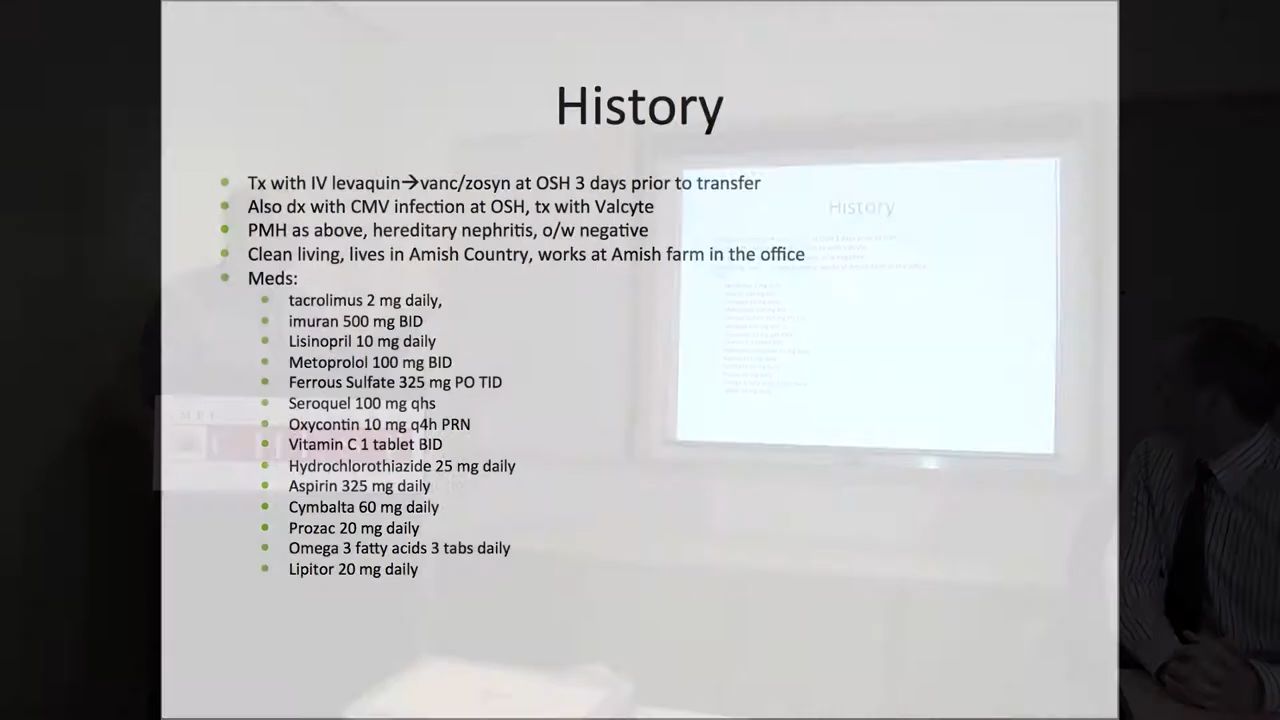 History
Tx with IV levaquin→vanc/zosyn at OSH 3 days prior to transfer
Also dx with CMV infection at OSH, tx with Valcyte
PMH as above, hereditary nephritis, o/w negative
Clean living, lives in Amish Country, works at Amish farm in the office
Meds:
tacrolimus 2 mg daily,
imuran 500 mg BID
Lisinopril 10 mg daily
Metoprolol 100 mg BID
Ferrous Sulfate 325 mg PO TID
Seroquel 100 mg qhs
Oxycontin 10 mg q4h PRN
Vitamin C 1 tablet BID
Hydrochlorothiazide 25 mg daily
Aspirin 325 mg daily
Cymbalta 60 mg daily
Prozac 20 mg daily
Omega 3 fatty acids 3 tabs daily
Lipitor 20 mg daily
History